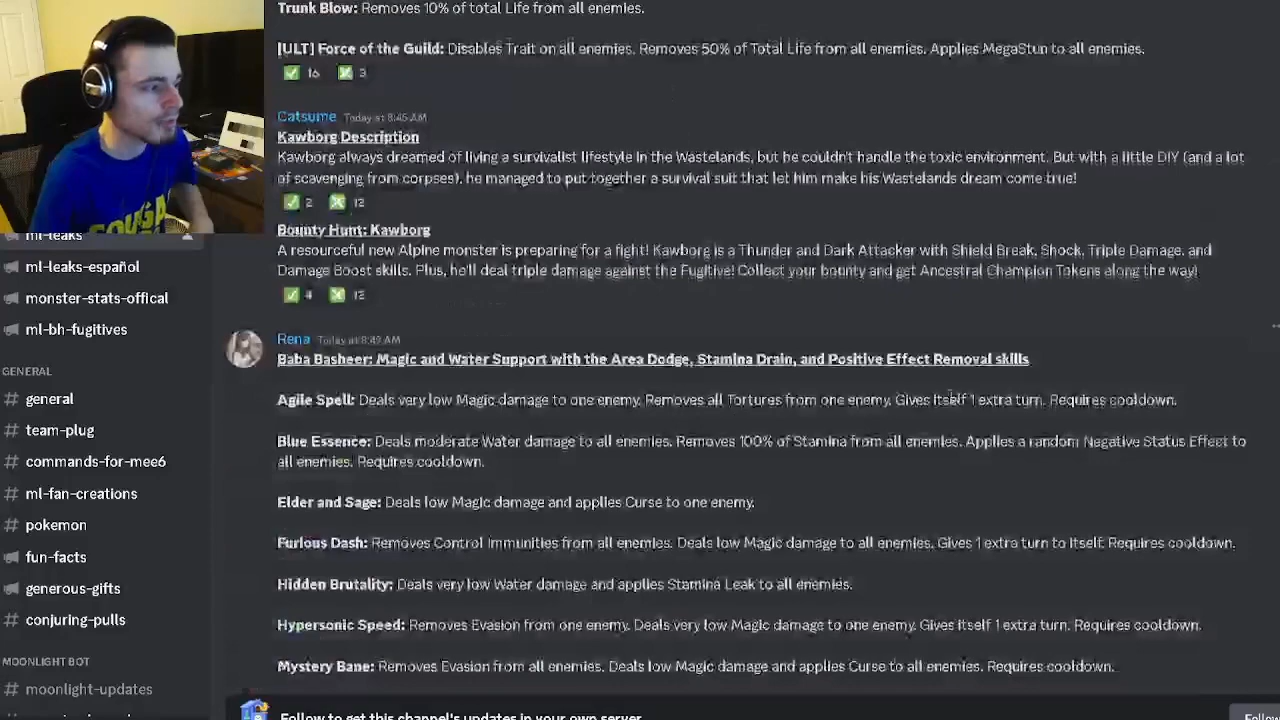 Trunk Blow: Removes 10% of total Life from all enemies.
[ULT] Force of the Guild: Disables Trait on all enemies. Removes 50% of Total Life from all enemies. Applies MegaStun to all enemies.
16 3
Catsume Today at 8:45 AM
Kawborg Description
Kawborg always dreamed of living a survivalist lifestyle in the Wastelands, but he couldn't handle the toxic environment. But with a little DIY (and a lot
of scavenging from corpses), he managed to put together a survival suit that let him make his Wastelands dream come true!
2 12
Bounty Hunt: Kawborg
A resourceful new Alpine monster is preparing for a fight! Kawborg is a Thunder and Dark Attacker with Shield Break, Shock, Triple Damage, and
Damage Boost skills. Plus, he'll deal triple damage against the Fugitive! Collect your bounty and get Ancestral Champion Tokens along the way!
4 12
Rena Today at 8:49 AM
Baba Basheer: Magic and Water Support with the Area Dodge, Stamina Drain, and Positive Effect Removal skills
Agile Spell: Deals very low Magic damage to one enemy. Removes all Tortures from one enemy. Gives itself 1 extra turn. Requires cooldown.
Blue Essence: Deals moderate Water damage to all enemies. Removes 100% of Stamina from all enemies. Applies a random Negative Status Effect to
all enemies. Requires cooldown.
Elder and Sage: Deals low Magic damage and applies Curse to one enemy.
Furious Dash: Removes Control Immunities from all enemies. Deals low Magic damage to all enemies. Gives 1 extra turn to itself. Requires cooldown.
Hidden Brutality: Deals very low Water damage and applies Stamina Leak to all enemies.
Hypersonic Speed: Removes Evasion from one enemy. Deals very low Magic damage to one enemy. Gives itself 1 extra turn. Requires cooldown.
Mystery Bane: Removes Evasion from all enemies. Deals low Magic damage and applies Curse to all enemies. Requires cooldown.
Follow to get this channel's updates in your own server.
ml-leaks
ml-leaks-español
monster-stats-offical
ml-bh-fugitives
GENERAL
general
team-plug
commands-for-mee6
ml-fan-creations
pokemon
fun-facts
generous-gifts
conjuring-pulls
MOONLIGHT BOT
moonlight-updates